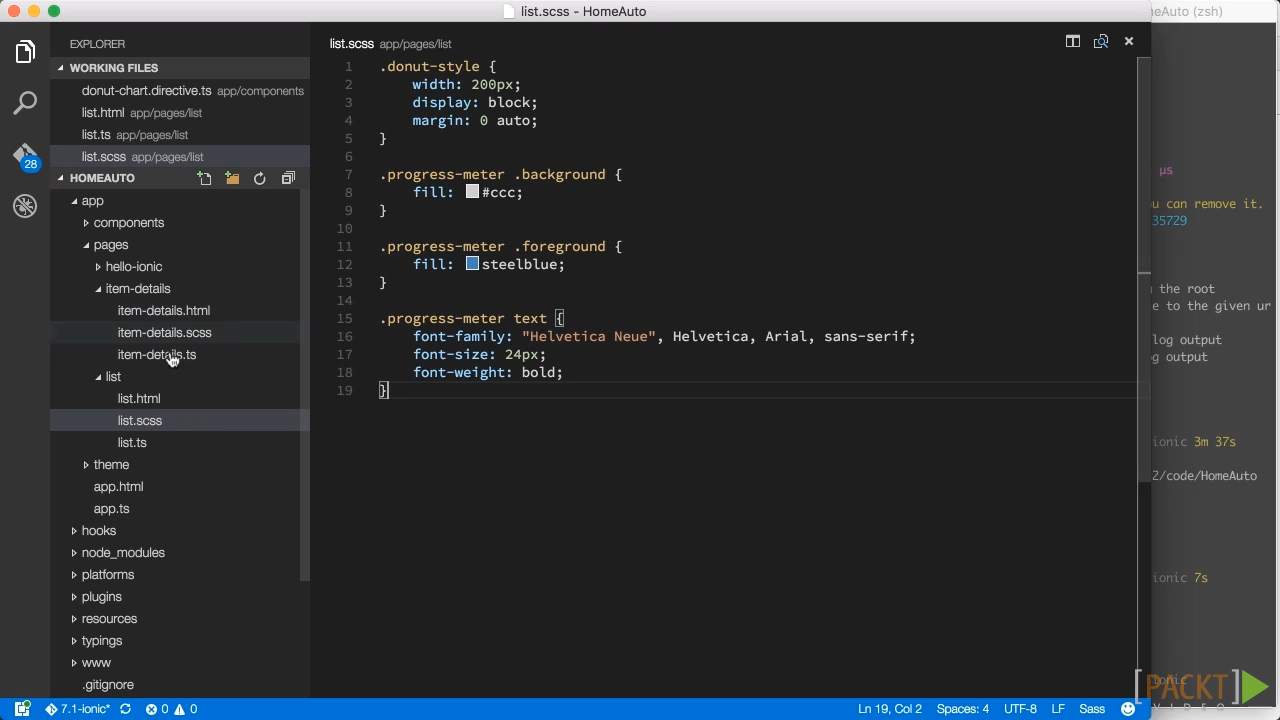 list.scss - HomeAuto
meAuto (zsh)
EXPLORER
WORKING FILES
donut-chart.directive.ts app/components
list.html app/pages/list
list.ts app/pages/list
list.scss app/pages/list
28
HOMEAUTO
app
components
pages
hello-ionic
item-details
item-details.html
item-details.scss
item-details.ts
list
list.html
list.scss
list.ts
theme
app.html
app.ts
hooks
node_modules
platforms
plugins
resources
typings
www
.gitignore
list.scss app/pages/list
1 .donut-style {
2 width: 200px;
3 display: block;
4 margin: 0 auto;
5 }
6
7 .progress-meter .background {
8 fill: #ccc;
9 }
10
11 .progress-meter .foreground {
12 fill: steelblue;
13 }
14
15 .progress-meter text {
16 font-family: "Helvetica Neue", Helvetica, Arial, sans-serif;
17 font-size: 24px;
18 font-weight: bold;
19 }
μs
u can remove it.
35729
the root
e to the given ur
log output
g output
ionic 3m 37s
2/code/HomeAuto
ionic 7s
ionic
[PACKT]
VIDEO
7.1-ionic* 0 0
Ln 19, Col 2 Spaces: 4 UTF-8 LF Sass